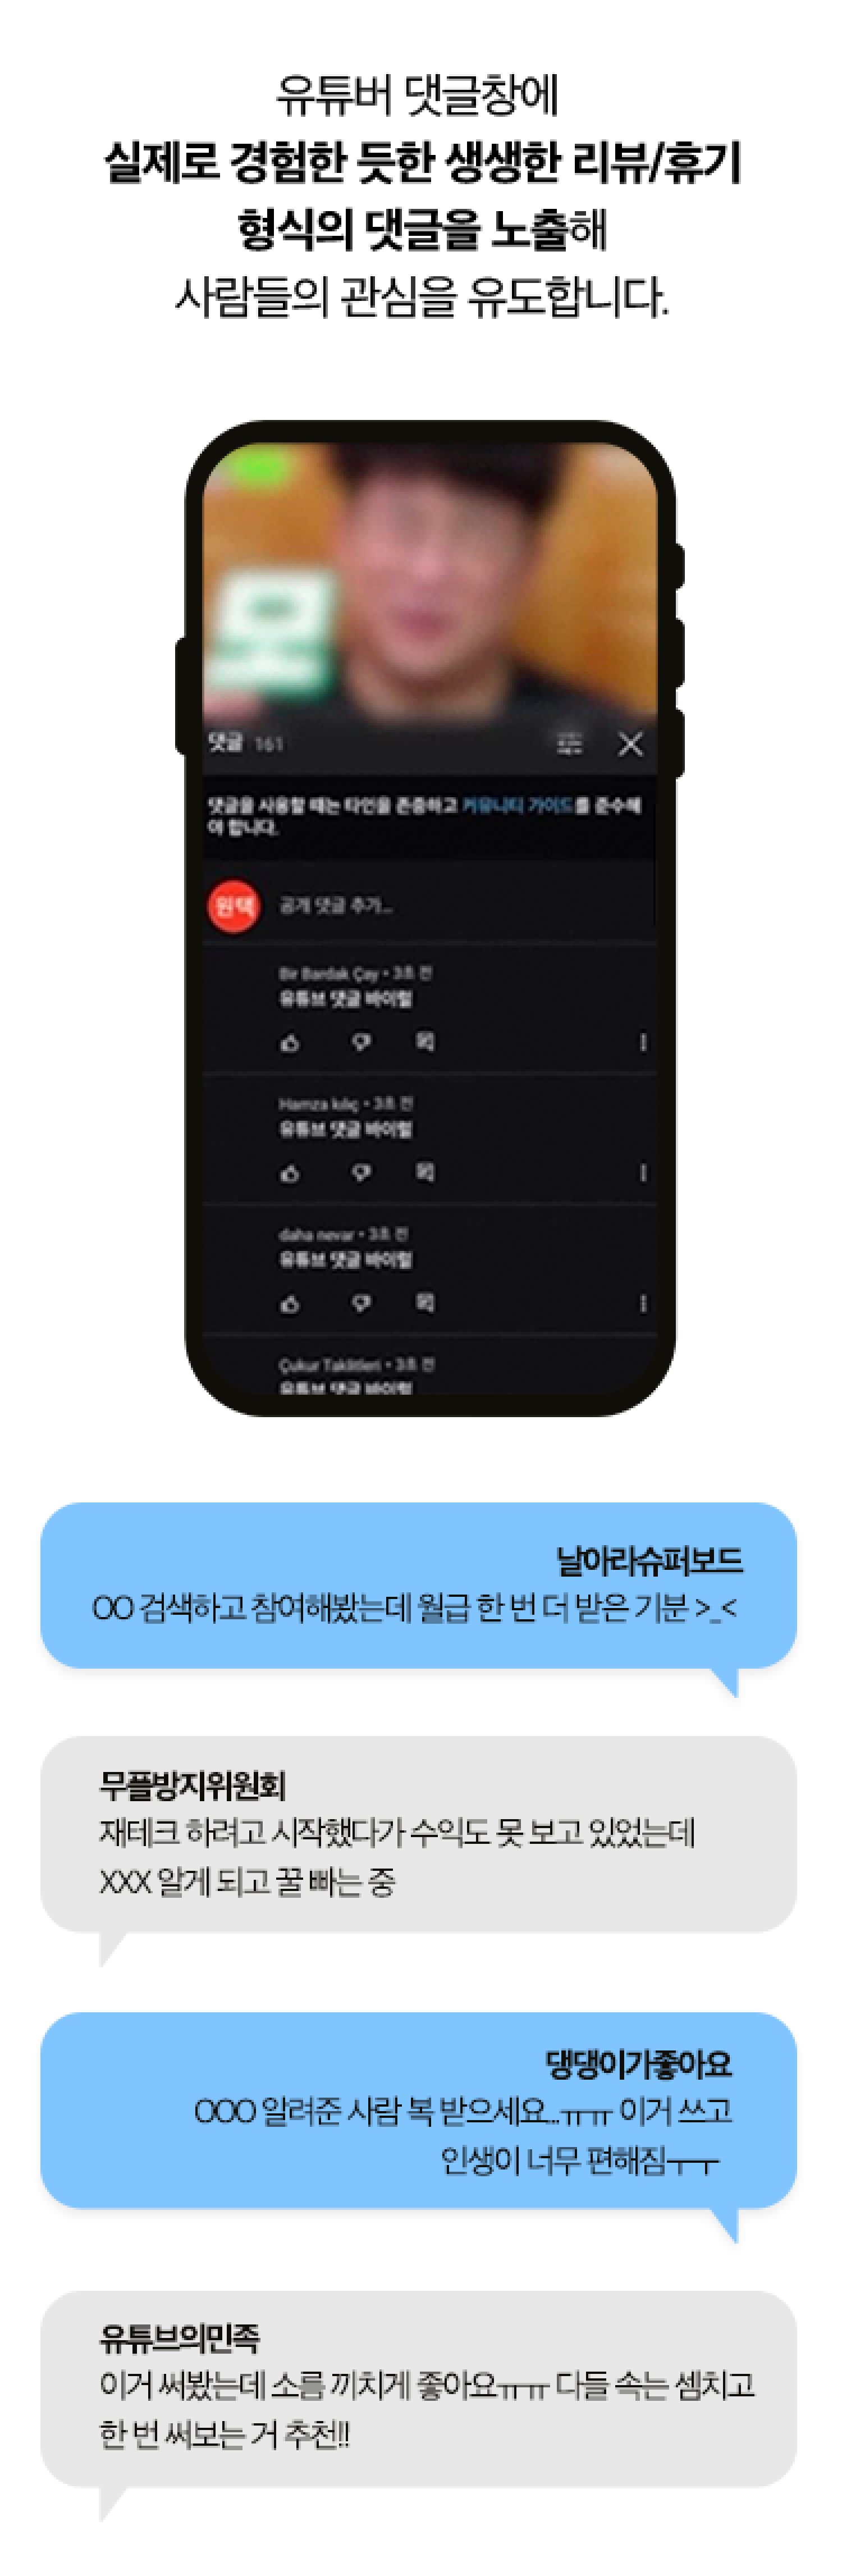 유튜버 댓글창에
실제로 경험한 듯한 생생한 리뷰/휴기
형식의 댓글을 노출해
사람들의 관심을 유도합니다.
댓글 161
댓글을 사용할 때는 타인을 존중하고 커뮤니티 가이드를 준수해
야 합니다.
원택
공개 댓글 추가...
Bir Bardak Çay • 3초 전
유튜브 댓글 바이럴
Hamza kılıç • 3초 전
유튜브 댓글 바이럴
daha nevar • 3초 전
유튜브 댓글 바이럴
Çukur Taklitleri • 3초 전
유튜브 댓글 바이럴
날아라슈퍼보드
OO 검색하고 참여해봤는데 월급 한 번 더 받은 기분 >_<
무플방지위원회
재테크 하려고 시작했다가 수익도 못 보고 있었는데
XXX 알게 되고 꿀 빠는 중
댕댕이가좋아요
OOO 알려준 사람 복 받으세요...ㅠㅠ 이거 쓰고
인생이 너무 편해짐ㅜㅜ
유튜브의민족
이거 써봤는데 소름 끼치게 좋아요ㅠㅠ 다들 속는 셈치고
한 번 써보는 거 추천!!